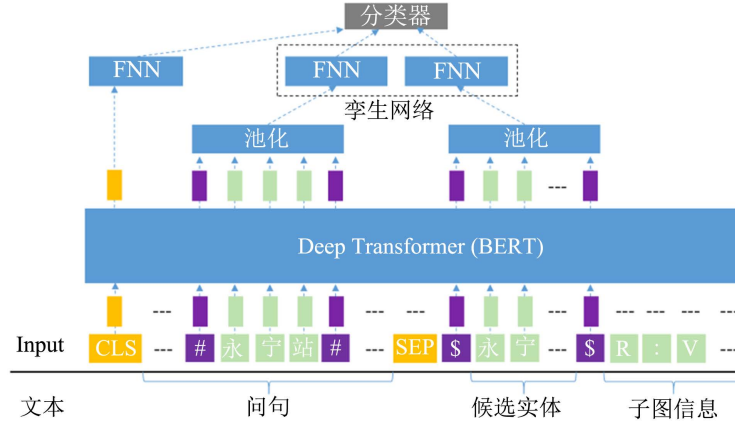 分类器
FNN
FNN
FNN
孪生网络
池化
池化
---
Deep Transformer (BERT)
--- --- --- --- --- --- --- ---
Input CLS --- # 永 宁 站 # --- SEP $ 永 宁 --- $ R : V ---
文本 问句 候选实体 子图信息